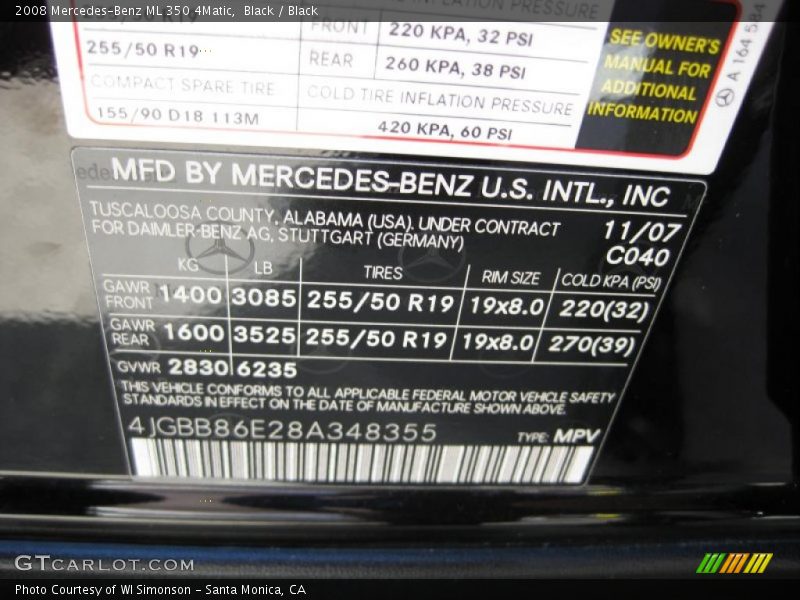 2008 Mercedes-Benz ML 350 4Matic,  Black / Black
PRESSURE
FRONT 220 KPA, 32 PSI
255/50 R19
REAR 260 KPA, 38 PSI
COMPACT SPARE TIRE COLD TIRE INFLATION PRESSURE
155/90 D18 113M 420 KPA, 60 PSI
SEE OWNER'S
MANUAL FOR
ADDITIONAL
INFORMATION
A 164 584
MFD BY MERCEDES-BENZ U.S. INTL., INC
TUSCALOOSA COUNTY, ALABAMA (USA). UNDER CONTRACT
FOR DAIMLER-BENZ AG, STUTTGART (GERMANY)
11/07
C040
KG LB TIRES RIM SIZE COLD KPA (PSI)
GAWR FRONT 1400 3085 255/50 R19 19x8.0 220(32)
GAWR REAR 1600 3525 255/50 R19 19x8.0 270(39)
GVWR 2830 6235
THIS VEHICLE CONFORMS TO ALL APPLICABLE FEDERAL MOTOR VEHICLE SAFETY
STANDARDS IN EFFECT ON THE DATE OF MANUFACTURE SHOWN ABOVE.
4JGBB86E28A348355 TYPE: MPV
GTCARLOT.COM
Photo Courtesy of WI Simonson - Santa Monica, CA